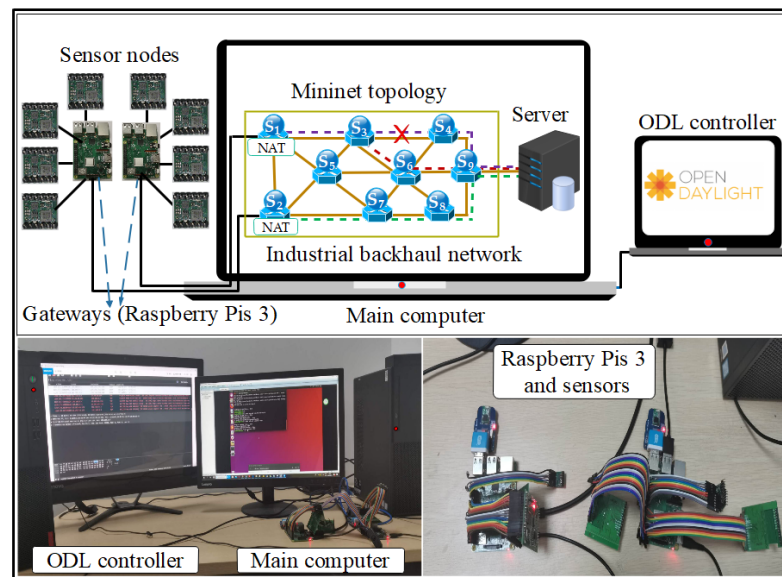 Sensor nodes
Mininet topology
Server
ODL controller
S1
S3
S4
NAT
S5
S6
S9
S2
S7
S8
NAT
OPEN
DAYLIGHT
Industrial backhaul network
Gateways (Raspberry Pis 3)
Main computer
Raspberry Pis 3
and sensors
ODL controller
Main computer